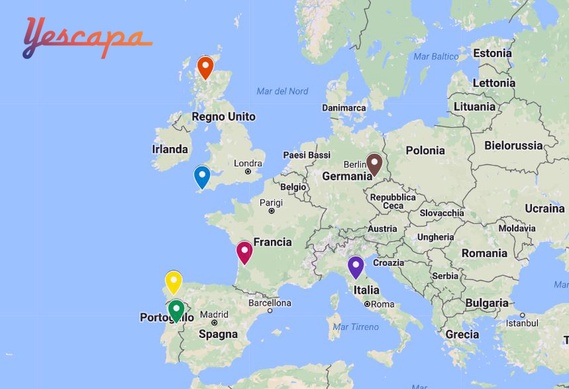 Yescapa
Estonia
Mar Baltico
Lettonia
Mar del Nord
Lituania
Danimarca
Regno Unito
Bielorussia
Irlanda
Paesi Bassi
Polonia
Londra
Berlin
Germania
Belgio
Repubblica
Ceca
Ucraina
Parigi
Slovacchia
Moldavia
Austria
Ungheria
Francia
Romania
Croazia
Serbia
Italia
Bulgaria
Barcellona
Roma
Madrid
Istanbul
Mar Tirreno
Spagna
Grecia